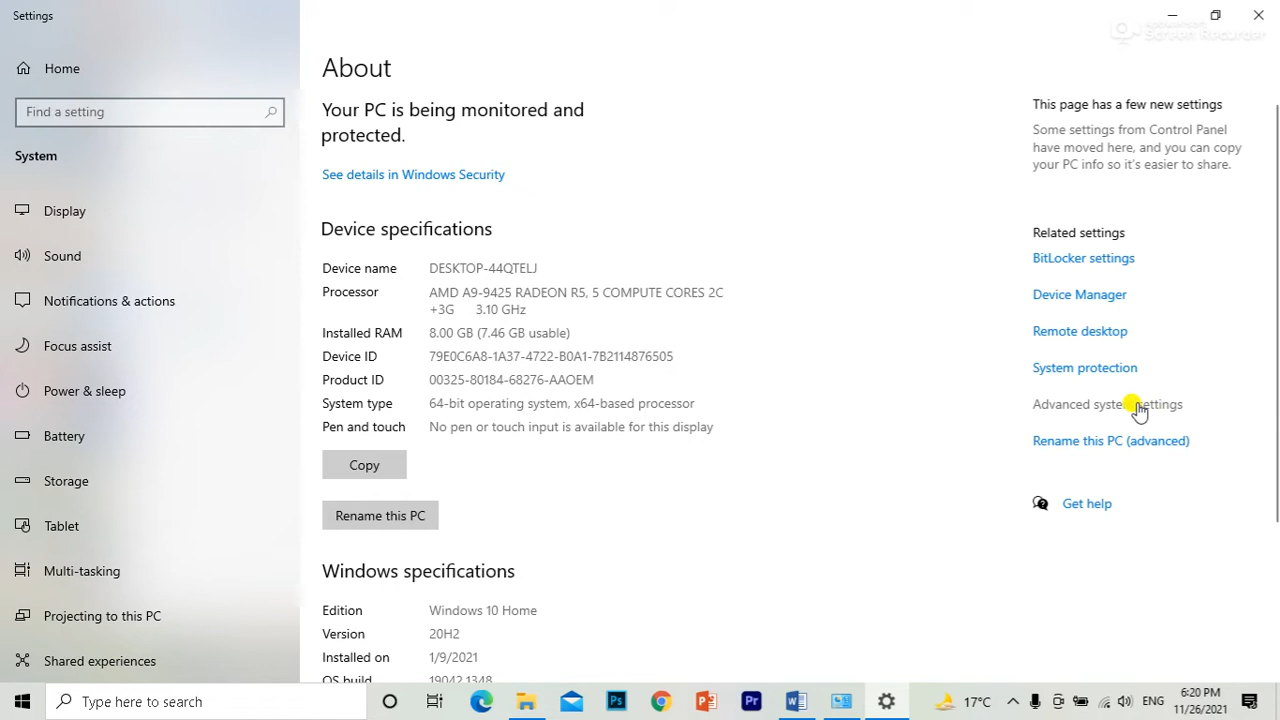 Settings
Home
Find a setting
System
Display
Sound
Notifications & actions
Focus assist
Power & sleep
Battery
Storage
Tablet
Multi-tasking
Projecting to this PC
Shared experiences
About
Your PC is being monitored and
protected.
See details in Windows Security
Device specifications
Device name DESKTOP-44QTELJ
Processor AMD A9-9425 RADEON R5, 5 COMPUTE CORES 2C
+3G 3.10 GHz
Installed RAM 8.00 GB (7.46 GB usable)
Device ID 79E0C6A8-1A37-4722-B0A1-7B2114876505
Product ID 00325-80184-68276-AAOEM
System type 64-bit operating system, x64-based processor
Pen and touch No pen or touch input is available for this display
Copy
Rename this PC
Windows specifications
Edition Windows 10 Home
Version 20H2
Installed on 1/9/2021
OS build 19042.1348
Screen Recorder
This page has a few new settings
Some settings from Control Panel
have moved here, and you can copy
your PC info so it's easier to share.
Related settings
BitLocker settings
Device Manager
Remote desktop
System protection
Advanced system settings
Rename this PC (advanced)
Get help
Type here to search
17°C
ENG
6:20 PM
11/26/2021